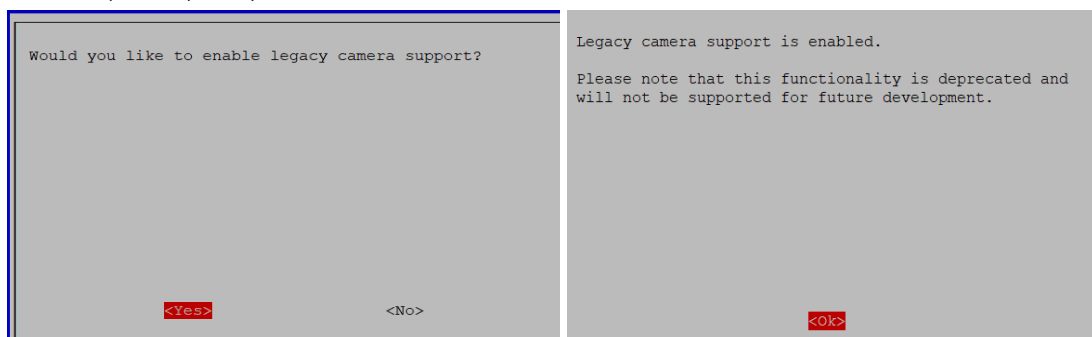 Would you like to enable legacy camera support?
<Yes>
<No>
Legacy camera support is enabled.
Please note that this functionality is deprecated and
will not be supported for future development.
<Ok>